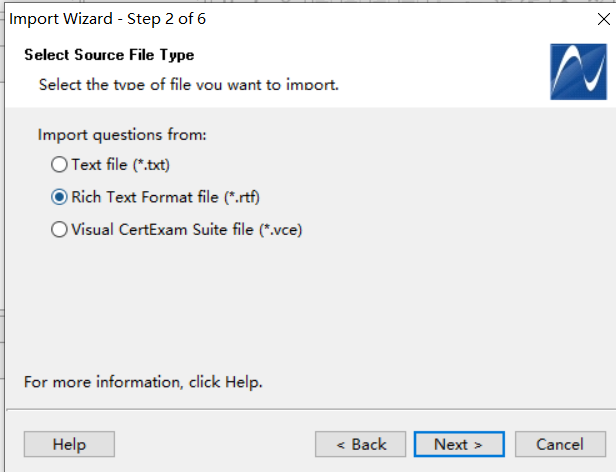 Import Wizard - Step 2 of 6
Select Source File Type
Select the type of file you want to import.
Import questions from:
Text file (*.txt)
Rich Text Format file (*.rtf)
Visual CertExam Suite file (*.vce)
For more information, click Help.
Help
< Back
Next >
Cancel